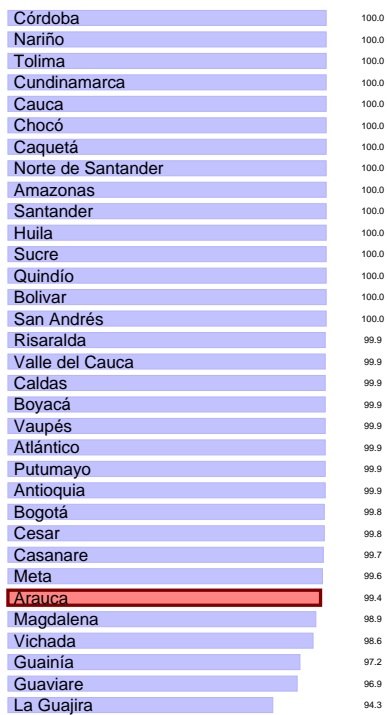 Córdoba 100.0
Nariño 100.0
Tolima 100.0
Cundinamarca 100.0
Cauca 100.0
Chocó 100.0
Caquetá 100.0
Norte de Santander 100.0
Amazonas 100.0
Santander 100.0
Huila 100.0
Sucre 100.0
Quindío 100.0
Bolivar 100.0
San Andrés 100.0
Risaralda 99.9
Valle del Cauca 99.9
Caldas 99.9
Boyacá 99.9
Vaupés 99.9
Atlántico 99.9
Putumayo 99.9
Antioquia 99.9
Bogotá 99.8
Cesar 99.8
Casanare 99.7
Meta 99.6
Arauca 99.4
Magdalena 98.9
Vichada 98.6
Guainía 97.2
Guaviare 96.9
La Guajira 94.3